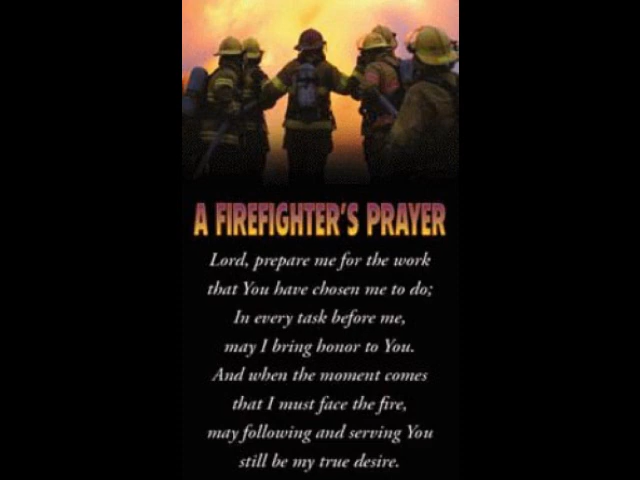 A FIREFIGHTER'S PRAYER
Lord, prepare me for the work
that You have chosen me to do;
In every task before me,
may I bring honor to You.
And when the moment comes
that I must face the fire,
may following and serving You
still be my true desire.